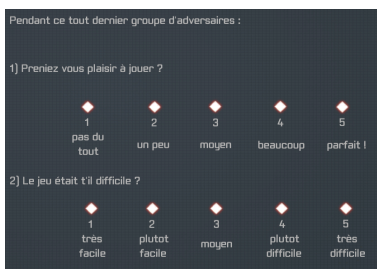 Pendant ce tout dernier groupe d'adversaires :
1) Preniez vous plaisir à jouer ?
1 2 3 4 5
pas du tout un peu moyen beaucoup parfait !
2) Le jeu était t'il difficile ?
1 2 3 4 5
très facile plutot facile moyen plutot difficile très difficile